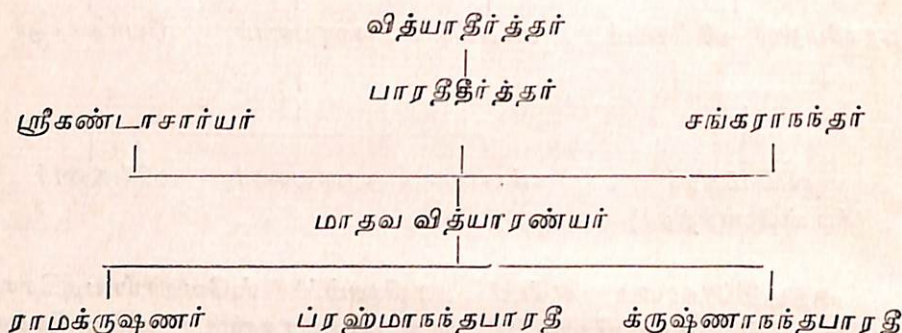 வித்யாதீர்த்தர்
பாரதீதீர்த்தர்
ஸ்ரீகண்டாசார்யர் சங்கராநந்தர்
மாதவ வித்யாரண்யர்
ராமக்ருஷணர் ப்ரஹ்மாநந்தபாரதீ க்ருஷ்ணாநந்தபாரதீ